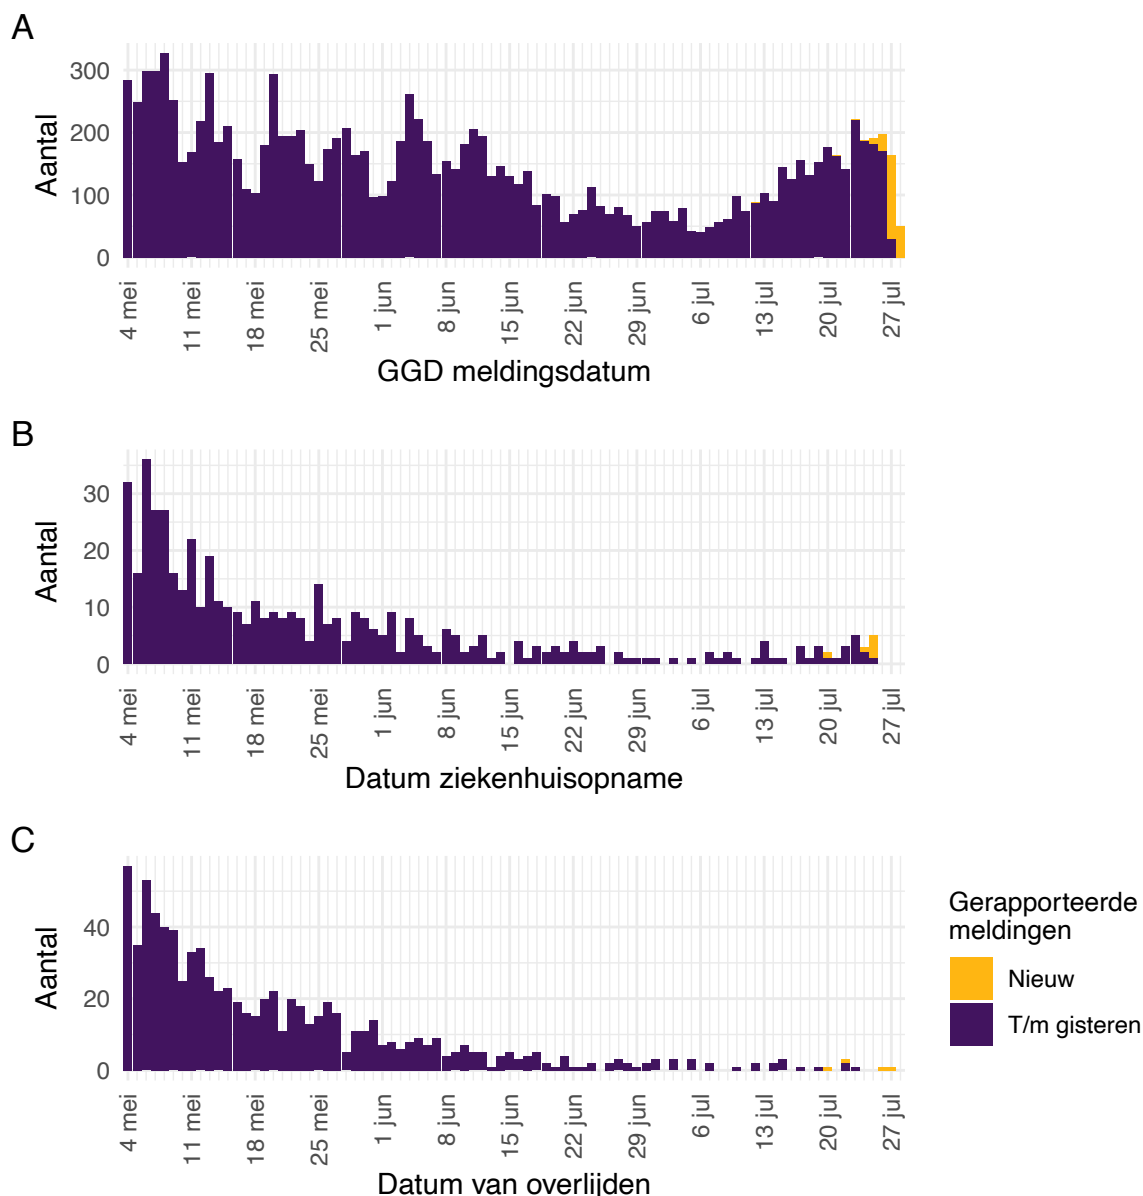 A
300
200
100
0
Aantal
4 mei
11 mei
18 mei
25 mei
1 jun
8 jun
15 jun
22 jun
29 jun
6 jul
13 jul
20 jul
27 jul
GGD meldingsdatum
B
30
20
10
0
Aantal
4 mei
11 mei
18 mei
25 mei
1 jun
8 jun
15 jun
22 jun
29 jun
6 jul
13 jul
20 jul
27 jul
Datum ziekenhuisopname
C
40
20
0
Aantal
4 mei
11 mei
18 mei
25 mei
1 jun
8 jun
15 jun
22 jun
29 jun
6 jul
13 jul
20 jul
27 jul
Datum van overlijden
Gerapporteerde
meldingen
Nieuw
T/m gisteren